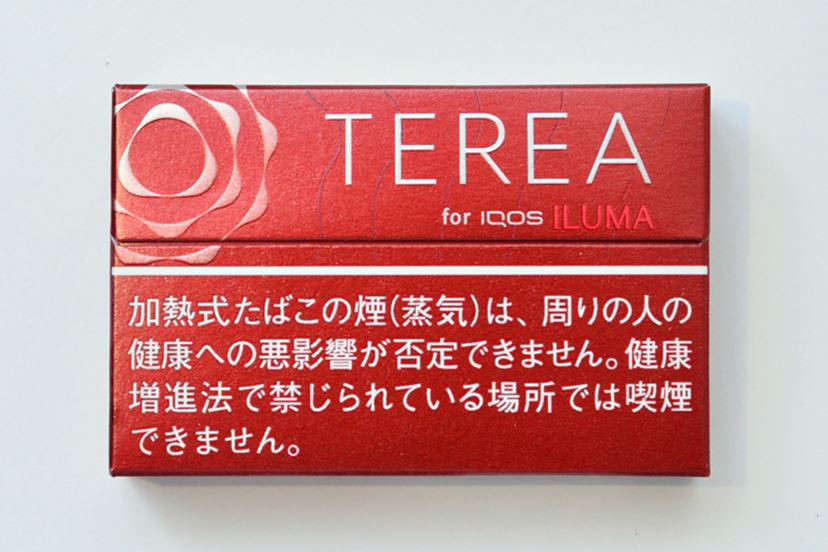 TEREA
for IQOS ILUMA
加熱式たばこの煙(蒸気)は、周りの人の
健康への悪影響が否定できません。健康
増進法で禁じられている場所では喫煙
できません。